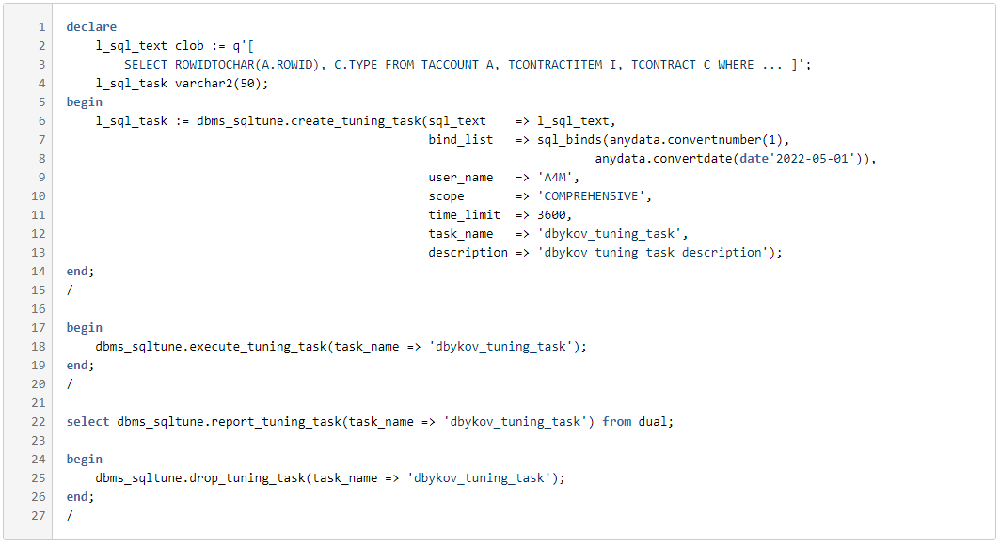 1 declare
2     l_sql_text clob := q'[
3         SELECT ROWIDTOCHAR(A.ROWID), C.TYPE FROM TACCOUNT A, TCONTRACTITEM I, TCONTRACT C WHERE ... ]';
4     l_sql_task varchar2(50);
5 begin
6     l_sql_task := dbms_sqltune.create_tuning_task(sql_text    => l_sql_text,
7                                                   bind_list   => sql_binds(anydata.convertnumber(1),
8                                                                          anydata.convertdate(date'2022-05-01')),
9                                                   user_name   => 'A4M',
10                                                   scope       => 'COMPREHENSIVE',
11                                                   time_limit  => 3600,
12                                                   task_name   => 'dbykov_tuning_task',
13                                                   description => 'dbykov tuning task description');
14 end;
15 /
16
17 begin
18     dbms_sqltune.execute_tuning_task(task_name => 'dbykov_tuning_task');
19 end;
20 /
21
22 select dbms_sqltune.report_tuning_task(task_name => 'dbykov_tuning_task') from dual;
23
24 begin
25     dbms_sqltune.drop_tuning_task(task_name => 'dbykov_tuning_task');
26 end;
27 /